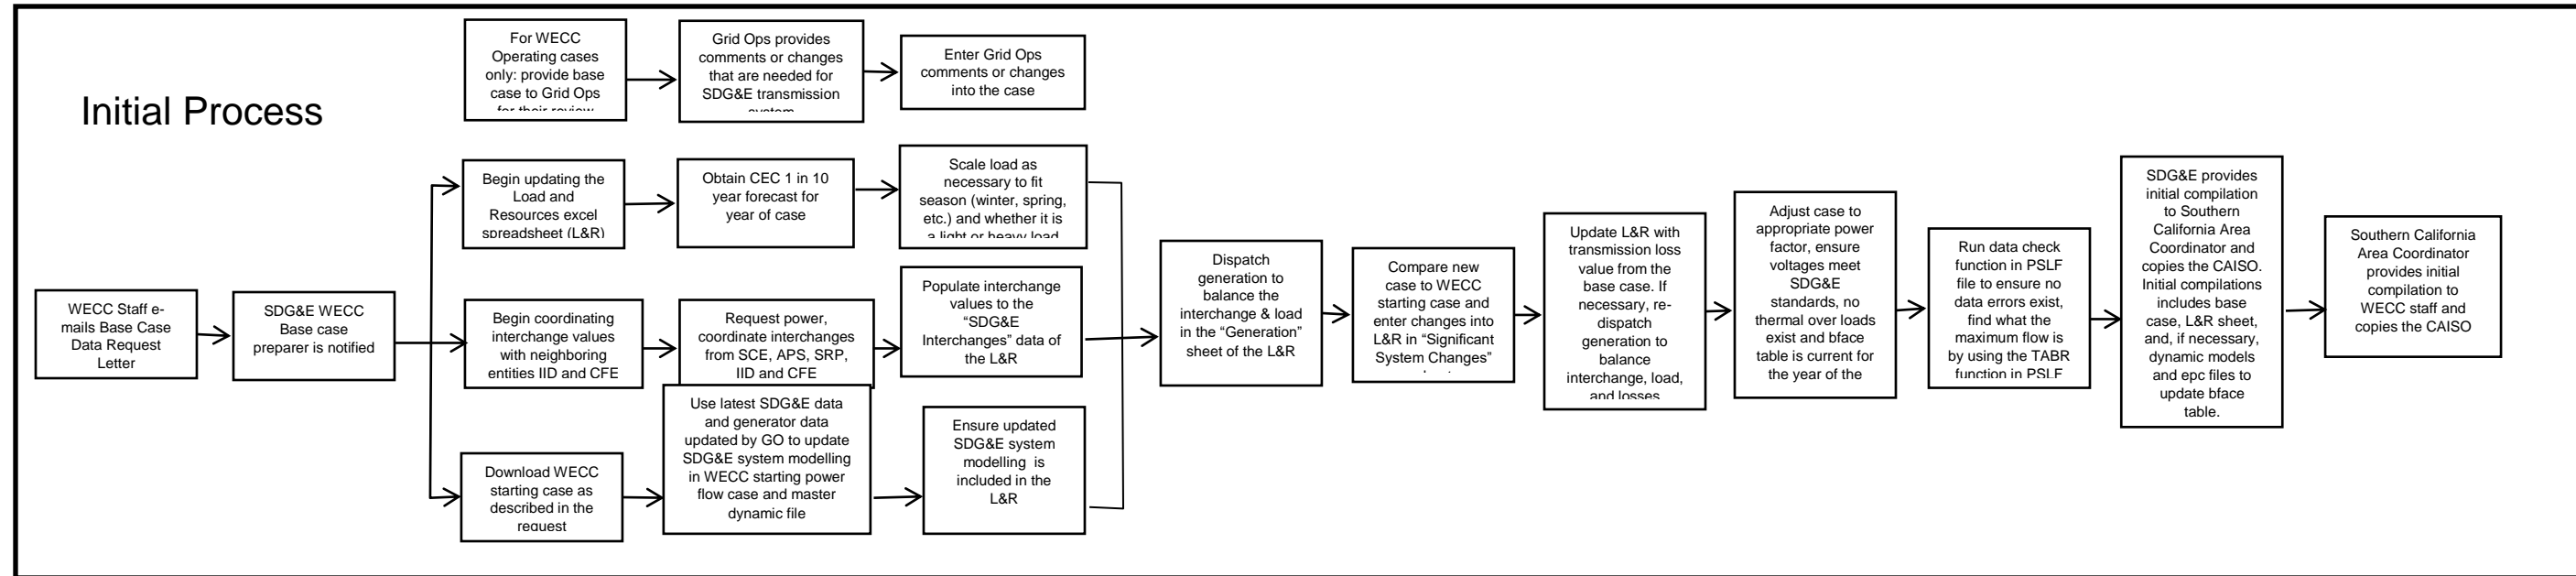 Initial Process
For WECC
Operating cases
only: provide base
case to Grid Ops
for their review
Grid Ops provides
comments or changes
that are needed for
SDG&E transmission
system
Enter Grid Ops
comments or changes
into the case
Begin updating the
Load and
Resources excel
spreadsheet (L&R)
Obtain CEC 1 in 10
year forecast for
year of case
Scale load as
necessary to fit
season (winter, spring,
etc.) and whether it is
a light or heavy load
WECC Staff e-
mails Base Case
Data Request
Letter
SDG&E WECC
Base case
preparer is notified
Begin coordinating
interchange values
with neighboring
entities IID and CFE
Request power,
coordinate interchanges
from SCE, APS, SRP,
IID and CFE
Populate interchange
values to the
“SDG&E
Interchanges” data of
the L&R
Download WECC
starting case as
described in the
request
Use latest SDG&E data
and generator data
updated by GO to update
SDG&E system modelling
in WECC starting power
flow case and master
dynamic file
Ensure updated
SDG&E system
modelling is
included in the
L&R
Dispatch
generation to
balance the
interchange & load
in the “Generation”
sheet of the L&R
Compare new
case to WECC
starting case and
enter changes into
L&R in “Significant
System Changes”
Update L&R with
transmission loss
value from the
base case. If
necessary, re-
dispatch
generation to
balance
interchange, load,
and losses
Adjust case to
appropriate power
factor, ensure
voltages meet
SDG&E
standards, no
thermal over loads
exist and bface
table is current for
the year of the
Run data check
function in PSLF
file to ensure no
data errors exist,
find what the
maximum flow is
by using the TABR
function in PSLF
SDG&E provides
initial compilation
to Southern
California Area
Coordinator and
copies the CAISO.
Initial compilations
includes base
case, L&R sheet,
and, if necessary,
dynamic models
and epc files to
update bface
table.
Southern California
Area Coordinator
provides initial
compilation to
WECC staff and
copies the CAISO